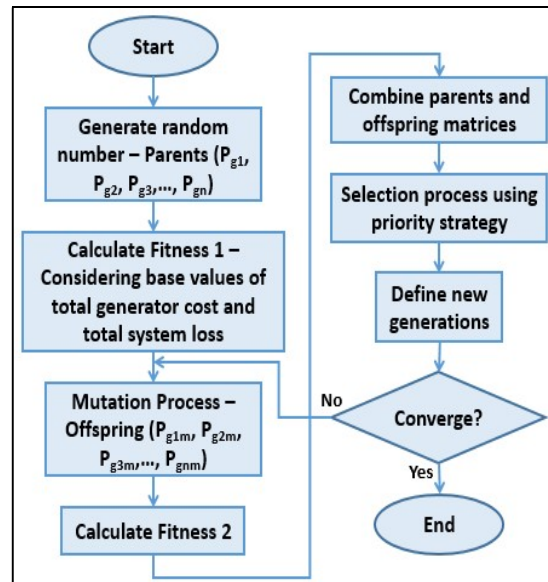 Start
Generate random
number – Parents (Pg1,
Pg2, Pg3,..., Pgn)
Calculate Fitness 1 –
Considering base values of
total generator cost and
total system loss
Mutation Process –
Offspring (Pg1m, Pg2m,
Pg3m,..., Pgnm)
Calculate Fitness 2
Combine parents and
offspring matrices
Selection process using
priority strategy
Define new
generations
Converge?
No
Yes
End